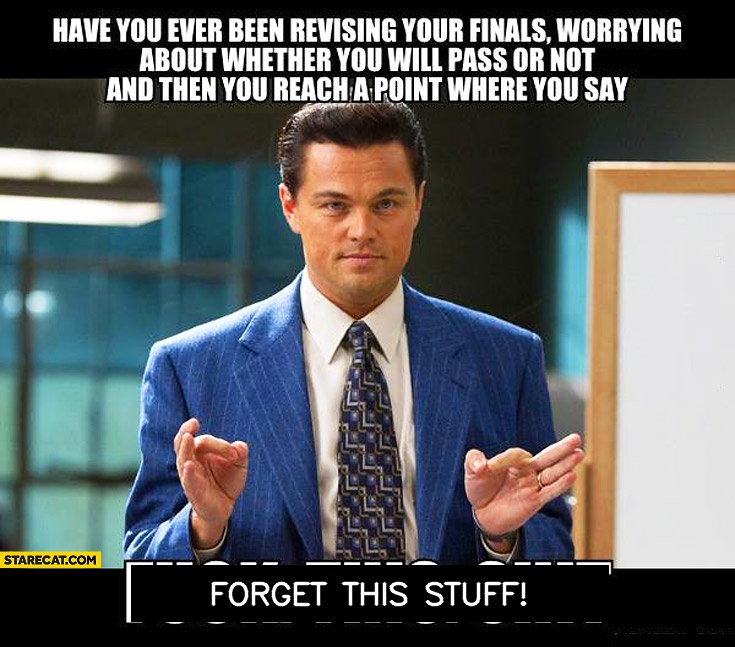 HAVE YOU EVER BEEN REVISING YOUR FINALS, WORRYING
ABOUT WHETHER YOU WILL PASS OR NOT
AND THEN YOU REACH A POINT WHERE YOU SAY
STARECAT.COM
FORGET THIS STUFF!